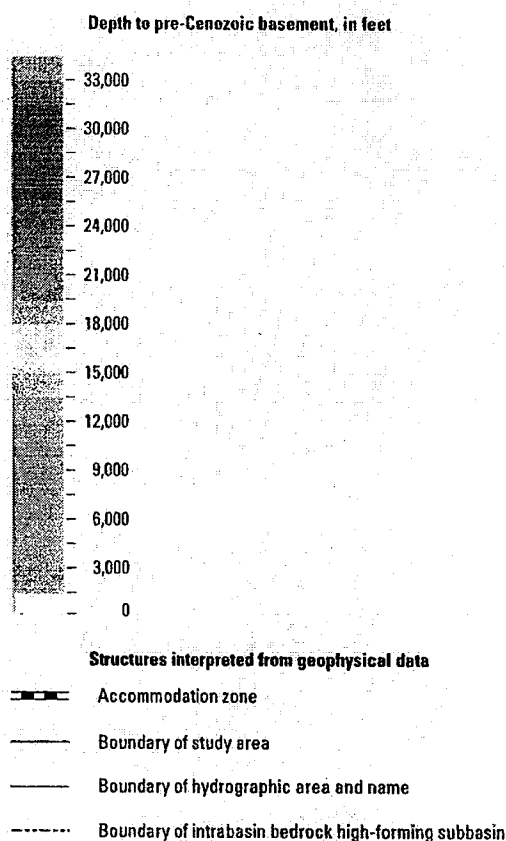 Depth to pre-Cenozoic basement, in feet
33,000
30,000
27,000
24,000
21,000
18,000
15,000
12,000
9,000
6,000
3,000
0
Structures interpreted from geophysical data
Accommodation zone
Boundary of study area
Boundary of hydrographic area and name
Boundary of intrabasin bedrock high-forming subbasin